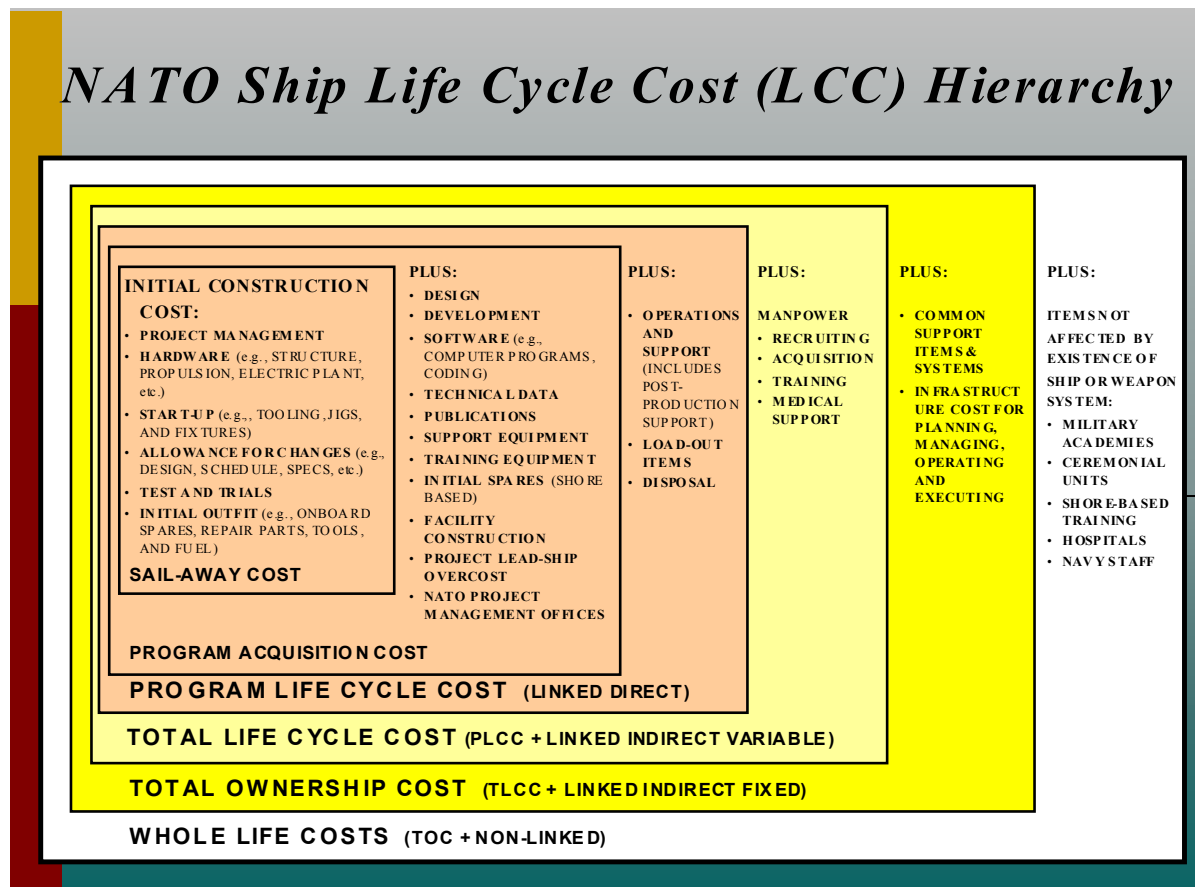 NATO Ship Life Cycle Cost (LCC) Hierarchy
INITIAL CONSTRUCTION
COST:
• PROJECT MANAGEMENT
• HARDWARE (e.g., STRUCTURE,
PROPULSION, ELECTRIC PLANT,
etc.)
• START-UP (e.g.,, TOOLING, JIGS,
AND FIXTURES)
• ALLOWANCE FOR CHANGES (e.g.,
DESIGN, SCHEDULE, SPECS, etc.)
• TEST AND TRIALS
• INITIAL OUTFIT (e.g., ONBOARD
SPARES, REPAIR PARTS, TOOLS,
AND FUEL)
SAIL-AWAY COST
PLUS:
• DESIGN
• DEVELOPMENT
• SOFTWARE (e.g.,
COMPUTER PROGRAMS,
CODING)
• TECHNICAL DATA
• PUBLICATIONS
• SUPPORT EQUIPMENT
• TRAINING EQUIPMENT
• INITIAL SPARES (SHORE
BASED)
• FACILITY
CONSTRUCTION
• PROJECT LEAD-SHIP
OVERCOST
• NATO PROJECT
MANAGEMENT OFFICES
PROGRAM ACQUISITION COST
PLUS:
• OPERATIONS
AND
SUPPORT
(INCLUDES
POST-
PRODUCTION
SUPPORT)
• LOAD-OUT
ITEMS
• DISPOSAL
PROGRAM LIFE CYCLE COST (LINKED DIRECT)
PLUS:
MANPOWER
• RECRUITING
• ACQUISITION
• TRAINING
• MEDICAL
SUPPORT
TOTAL LIFE CYCLE COST (PLCC + LINKED INDIRECT VARIABLE)
PLUS:
• COMMON
SUPPORT
ITEMS &
SYSTEMS
• INFRASTRUCT
URE COST FOR
PLANNING,
MANAGING,
OPERATING
AND
EXECUTING
TOTAL OWNERSHIP COST (TLCC + LINKED INDIRECT FIXED)
PLUS:
ITEMS NOT
AFFECTED BY
EXISTENCE OF
SHIP OR WEAPON
SYSTEM:
• MILITARY
ACADEMIES
• CEREMONIAL
UNITS
• SHORE-BASED
TRAINING
• HOSPITALS
• NAVY STAFF
WHOLE LIFE COSTS (TOC + NON-LINKED)